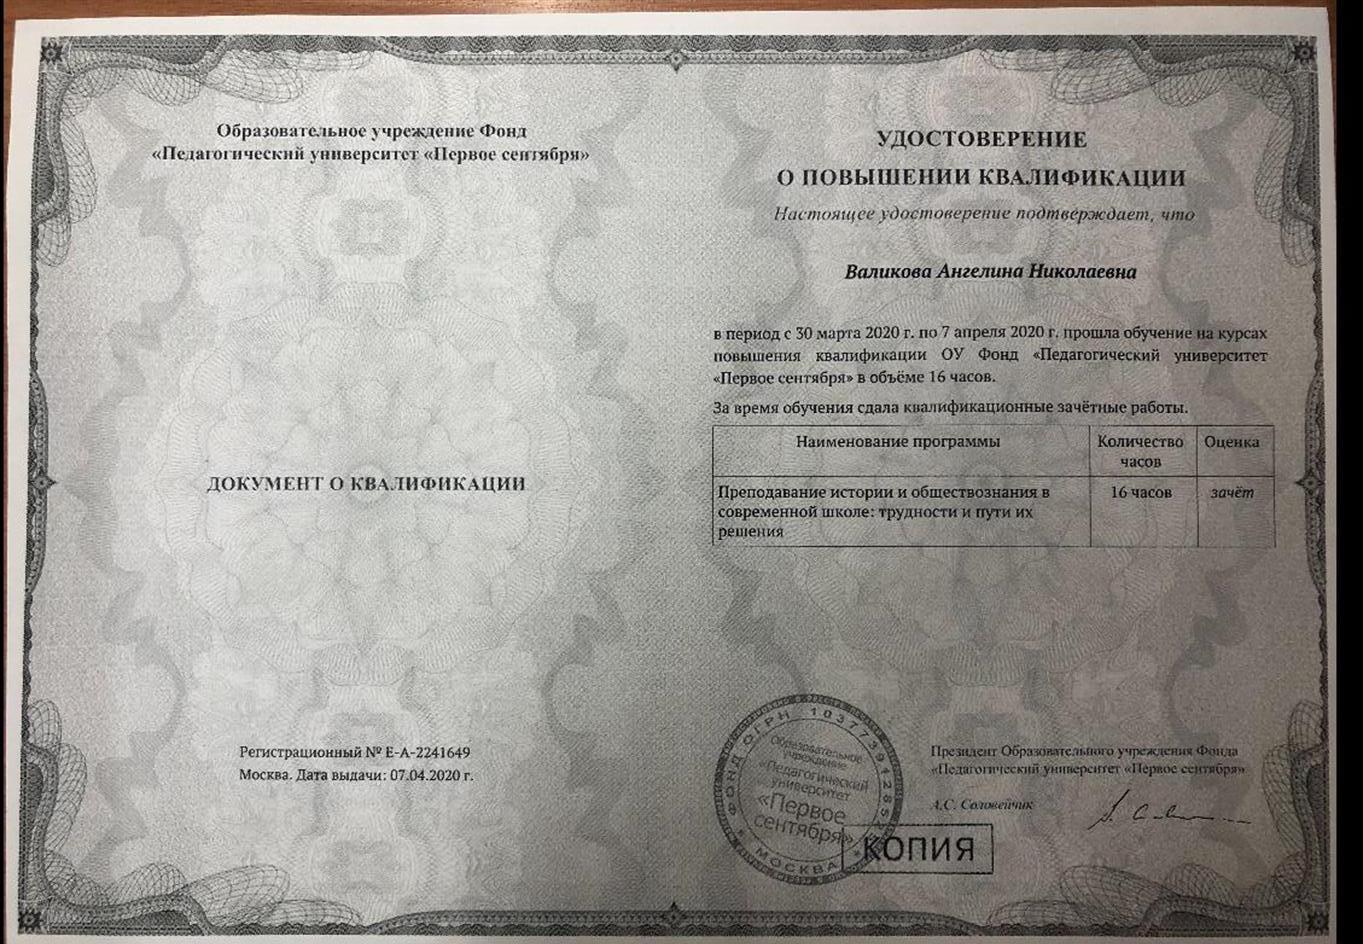 Образовательное учреждение Фонд
«Педагогический университет «Первое сентября»
ДОКУМЕНТ О КВАЛИФИКАЦИИ
Регистрационный № Е-А-2241649
Москва. Дата выдачи: 07.04.2020 г.
УДОСТОВЕРЕНИЕ
О ПОВЫШЕНИИ КВАЛИФИКАЦИИ
Настоящее удостоверение подтверждает, что
Валикова Ангелина Николаевна
в период с 30 марта 2020 г. по 7 апреля 2020 г. прошла обучение на курсах
повышения квалификации ОУ Фонд «Педагогический университет
«Первое сентября» в объёме 16 часов.
За время обучения сдала квалификационные зачётные работы.
Наименование программы
Количество
часов
Оценка
Преподавание истории и обществознания в
современной школе: трудности и пути их
решения
16 часов
зачёт
ФОНД ОГРН
МОСКВА
Образовательное
учреждение
«Педагогический
университет
«Первое
сентября»
КОПИЯ
Президент Образовательного учреждения Фонда
«Педагогический университет «Первое сентября»
А.С. Соловейчик